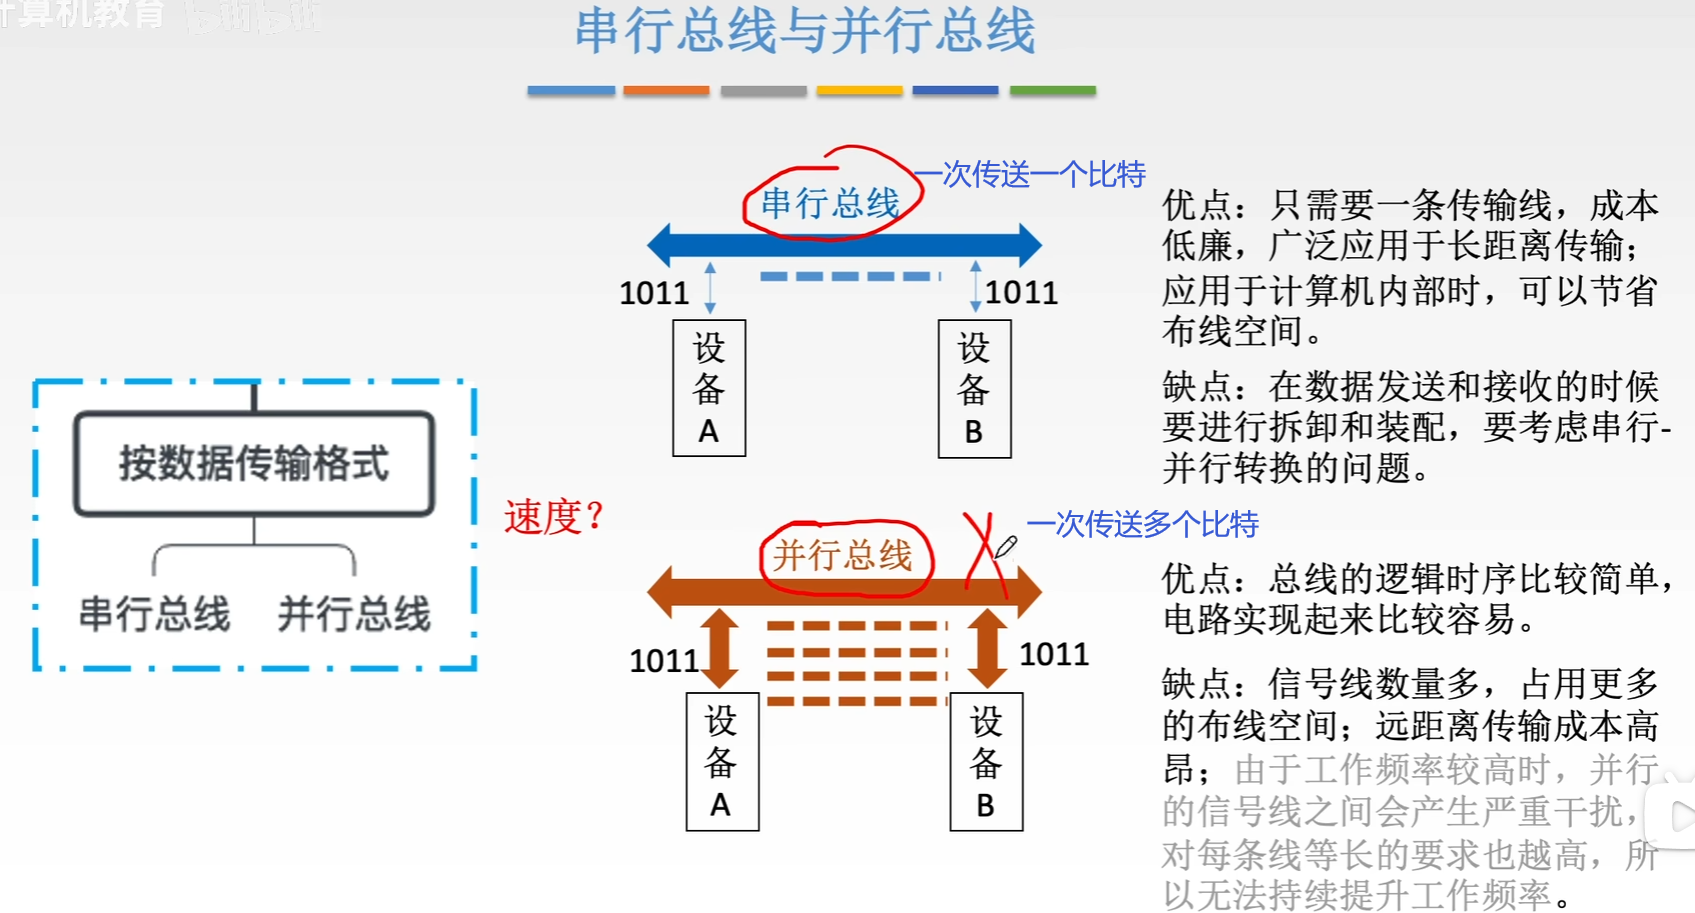 计算机教育 bilibili
串行总线与并行总线
按数据传输格式
串行总线 并行总线
速度?
串行总线
一次传送一个比特
1011
1011
设
备
A
设
备
B
优点：只需要一条传输线，成本
低廉，广泛应用于长距离传输；
应用于计算机内部时，可以节省
布线空间。
缺点：在数据发送和接收的时候
要进行拆卸和装配，要考虑串行-
并行转换的问题。
并行总线
一次传送多个比特
1011
1011
设
备
A
设
备
B
优点：总线的逻辑时序比较简单，
电路实现起来比较容易。
缺点：信号线数量多，占用更多
的布线空间；远距离传输成本高
昂；由于工作频率较高时，并行
的信号线之间会产生严重干扰，
对每条线等长的要求也越高，所
以无法持续提升工作频率。